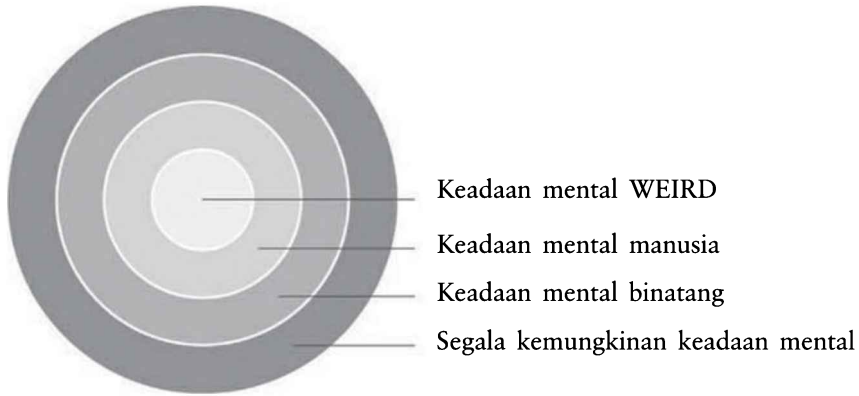 Keadaan mental WEIRD
Keadaan mental manusia
Keadaan mental binatang
Segala kemungkinan keadaan mental